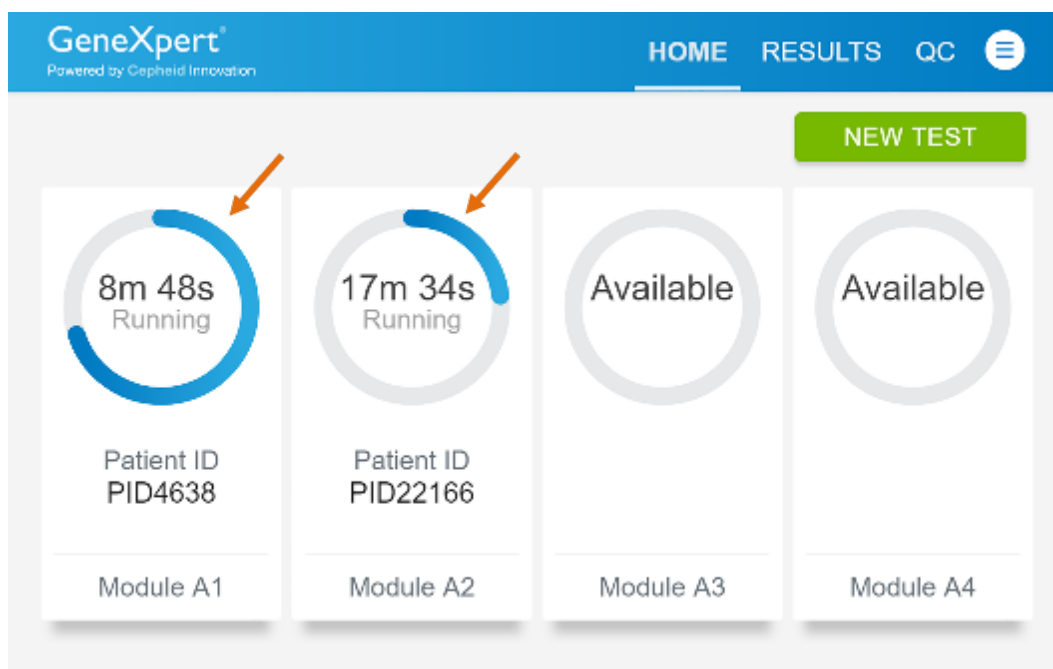 GeneXpert®
Powered by Cepheid Innovation
HOME RESULTS QC
NEW TEST
8m 48s
Running
Patient ID
PID4638
Module A1
17m 34s
Running
Patient ID
PID22166
Module A2
Available
Module A3
Available
Module A4